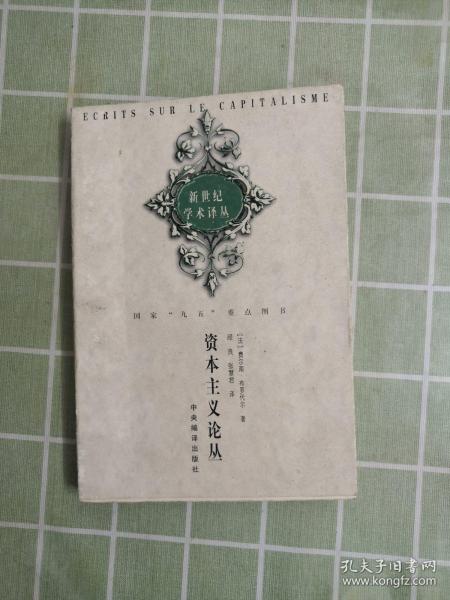 ECRITS SUR LE CAPITALISME
新世纪
学术译丛
国家“九五”重点图书
[法]费尔南·布罗代尔 著
顾良 张慧君 译
资本主义论丛
中央编译出版社
孔夫子旧书网
www.kongfz.com